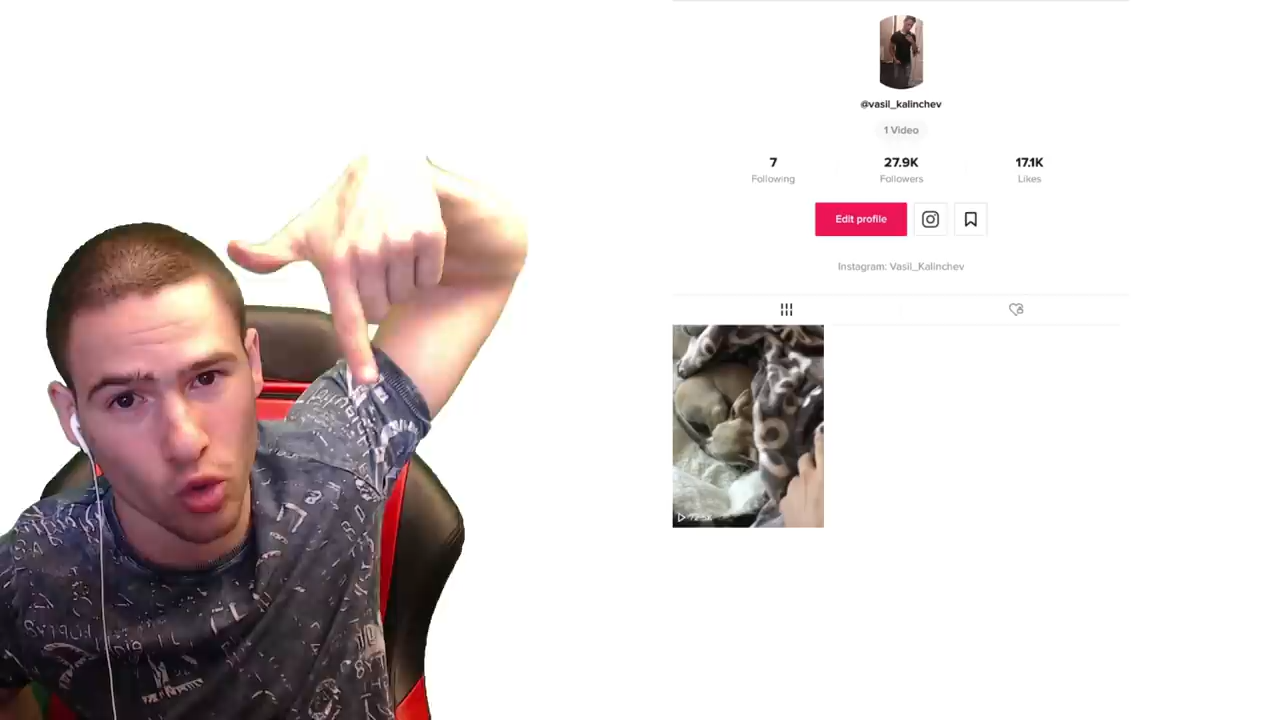 @vasil_kalinchev
1 Video
7
27.9K
17.1K
Following
Followers
Likes
Edit profile
Instagram: Vasil_Kalinchev